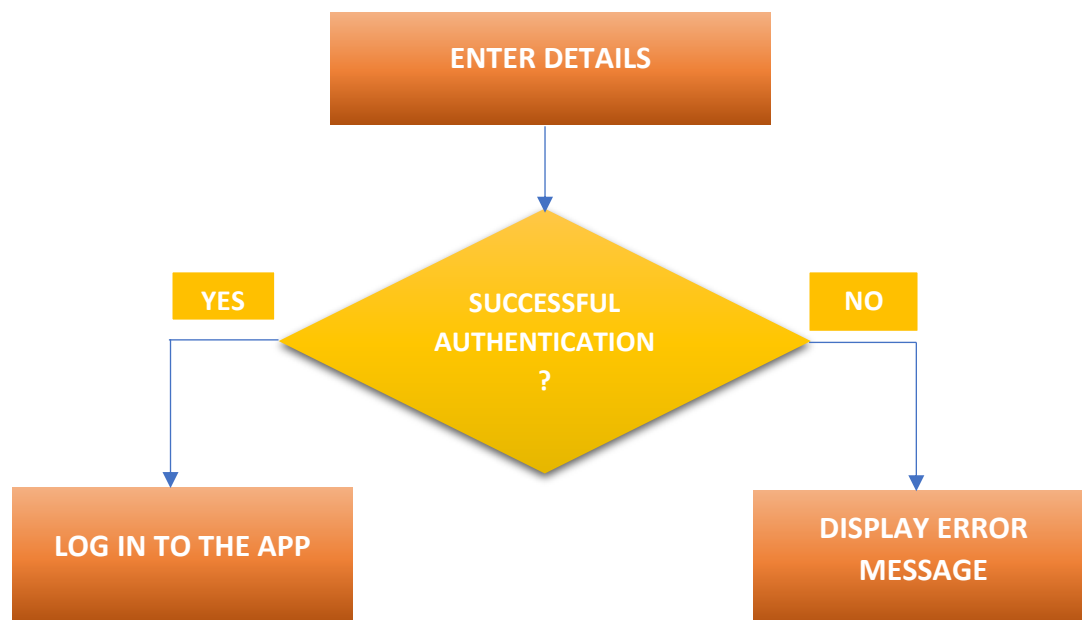 ENTER DETAILS
YES
SUCCESSFUL
AUTHENTICATION
?
NO
LOG IN TO THE APP
DISPLAY ERROR
MESSAGE